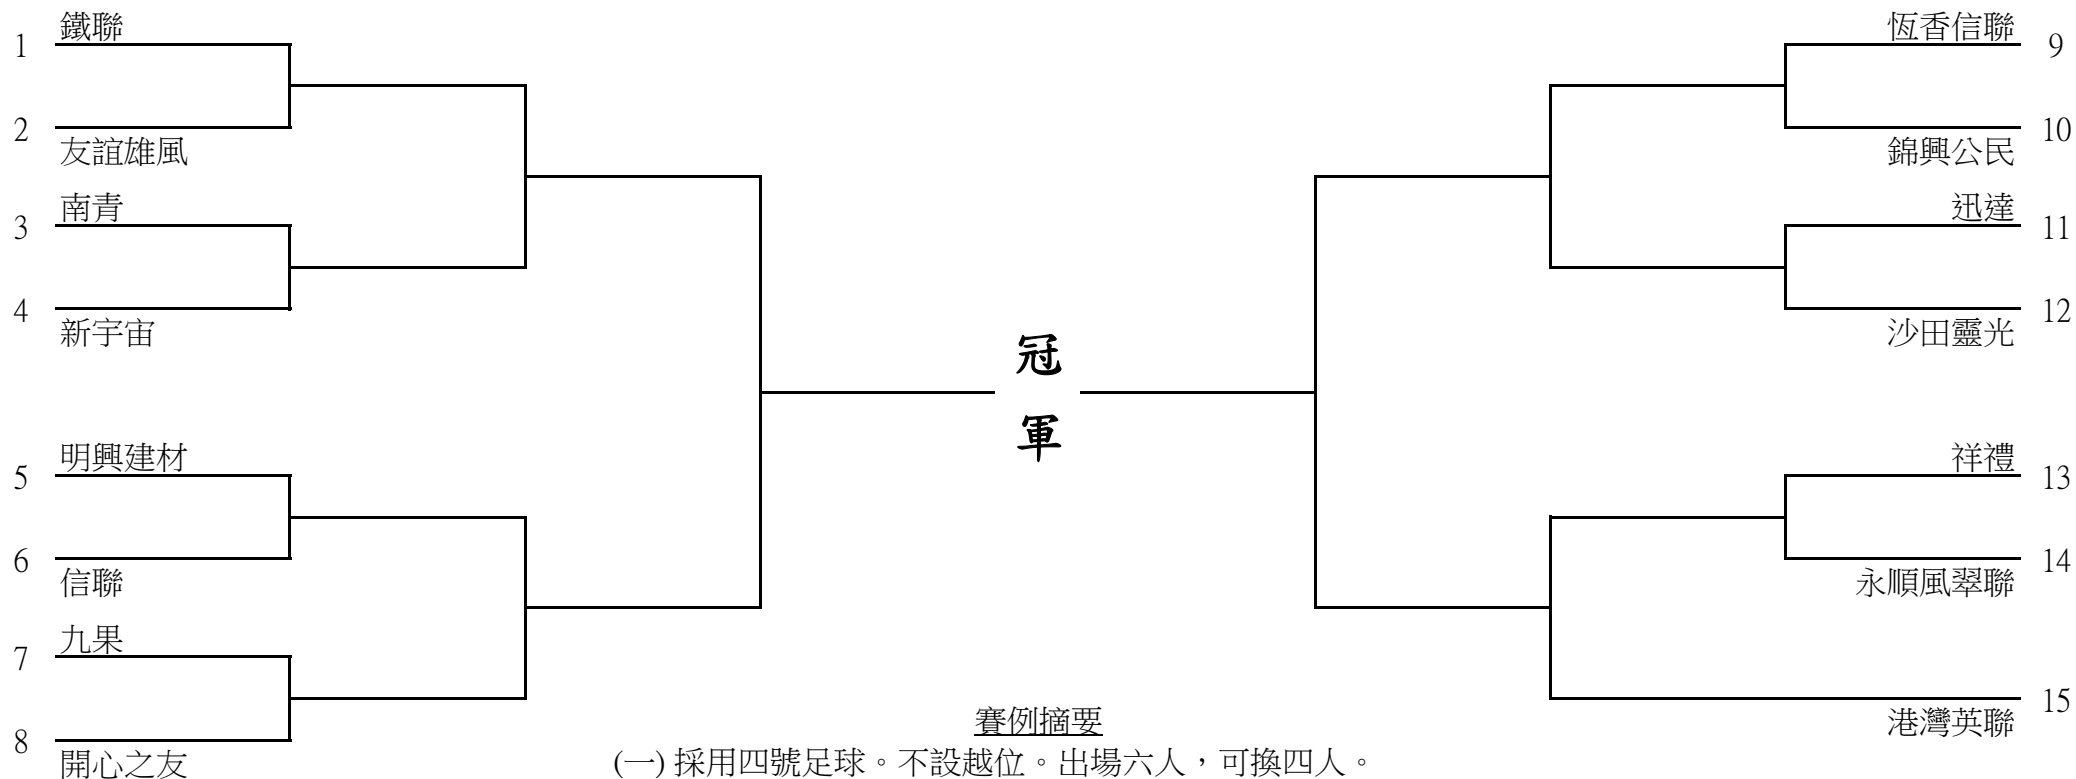 1 鐵聯
2 友誼雄風
3 南青
4 新宇宙
5 明興建材
6 信聯
7 九果
8 開心之友
冠
軍
恆香信聯 9
錦興公民 10
迅達 11
沙田靈光 12
祥禮 13
永順風翠聯 14
港灣英聯 15
賽例摘要
(一) 採用四號足球。不設越位。出場六人，可換四人。